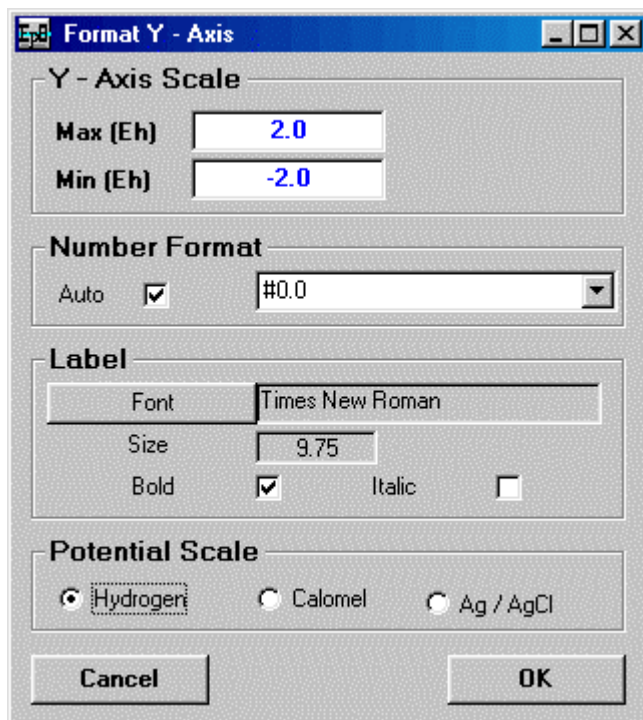 EpB Format Y - Axis
Y - Axis Scale
Max (Eh) 2.0
Min (Eh) -2.0
Number Format
Auto #0.0
Label
Font Times New Roman
Size 9.75
Bold Italic
Potential Scale
Hydrogen Calomel Ag / AgCl
Cancel OK